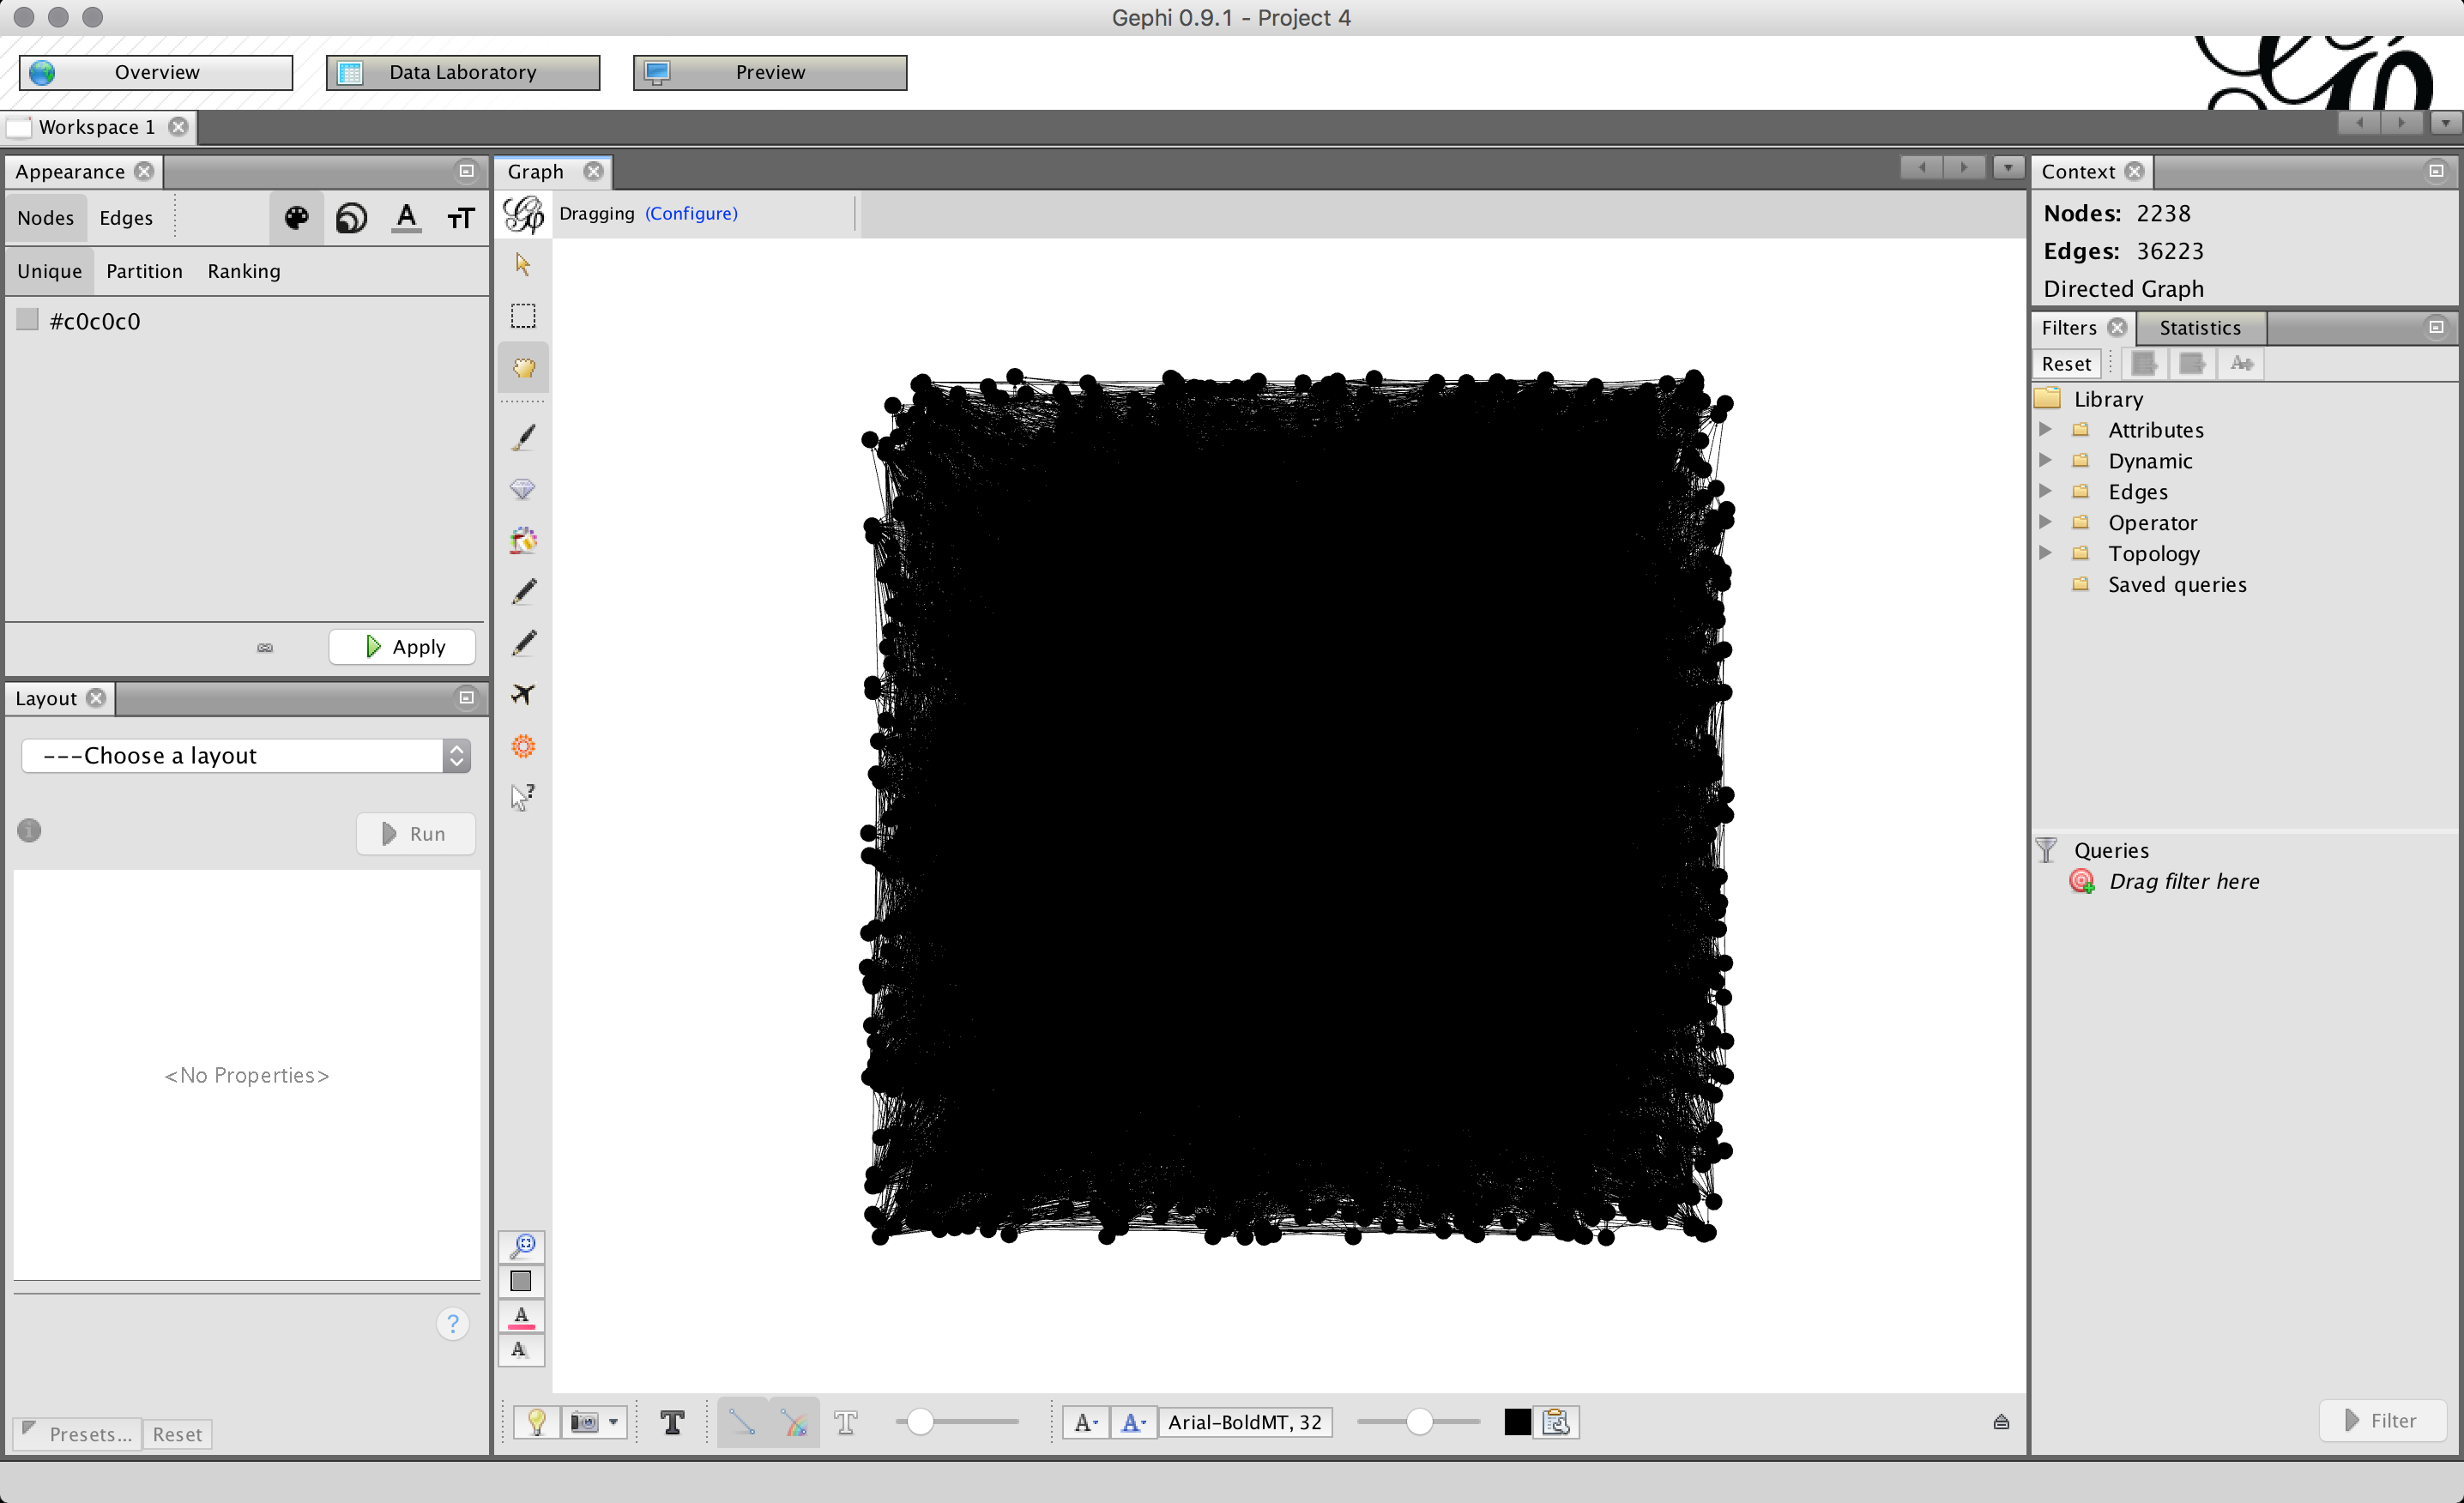 Gephi 0.9.1 - Project 4
Overview
Data Laboratory
Preview
Workspace 1
Appearance
Nodes
Edges
Unique
Partition
Ranking
#c0c0c0
Apply
Layout
---Choose a layout
Run
<No Properties>
Presets...
Reset
Graph
Dragging (Configure)
Arial-BoldMT, 32
Context
Nodes: 2238
Edges: 36223
Directed Graph
Filters
Statistics
Reset
Library
Attributes
Dynamic
Edges
Operator
Topology
Saved queries
Queries
Drag filter here
Filter